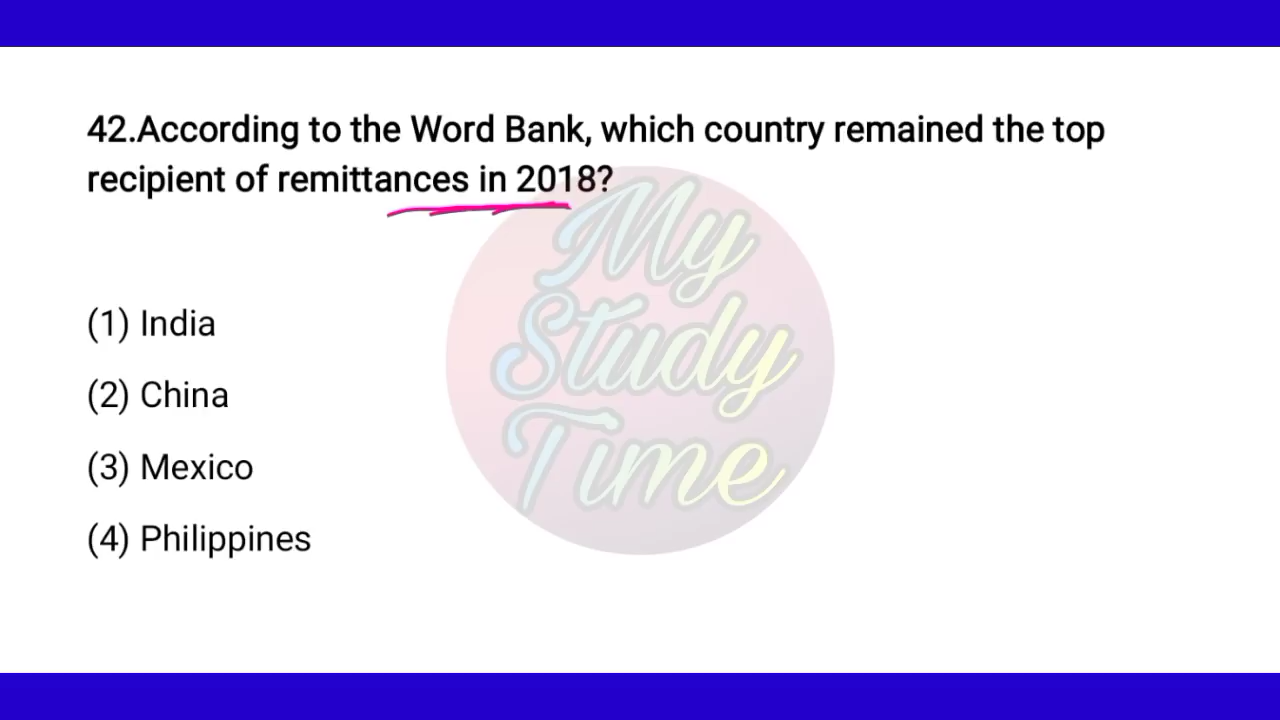 42.According to the Word Bank, which country remained the top
recipient of remittances in 2018?
My
Study
Time
(1) India
(2) China
(3) Mexico
(4) Philippines